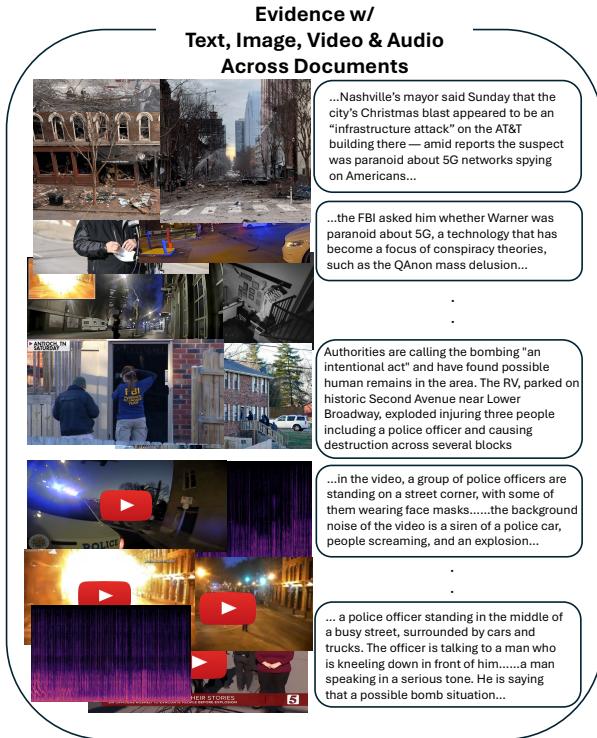 Evidence w/
Text, Image, Video & Audio
Across Documents
...Nashville's mayor said Sunday that the
city's Christmas blast appeared to be an
“infrastructure attack” on the AT&T
building there — amid reports the suspect
was paranoid about 5G networks spying
on Americans...
...the FBI asked him whether Warner was
paranoid about 5G, a technology that has
become a focus of conspiracy theories,
such as the QAnon mass delusion...
.
.
ANTIOCH, TN
SATURDAY
FBI
Authorities are calling the bombing "an
intentional act" and have found possible
human remains in the area. The RV, parked on
historic Second Avenue near Lower
Broadway, exploded injuring three people
including a police officer and causing
destruction across several blocks
POLICE
...in the video, a group of police officers are
standing on a street corner, with some of
them wearing face masks......the background
noise of the video is a siren of a police car,
people screaming, and an explosion...
.
.
... a police officer standing in the middle of
a busy street, surrounded by cars and
trucks. The officer is talking to a man who
is kneeling down in front of him......a man
speaking in a serious tone. He is saying
that a possible bomb situation...
HEIR STORIES
5